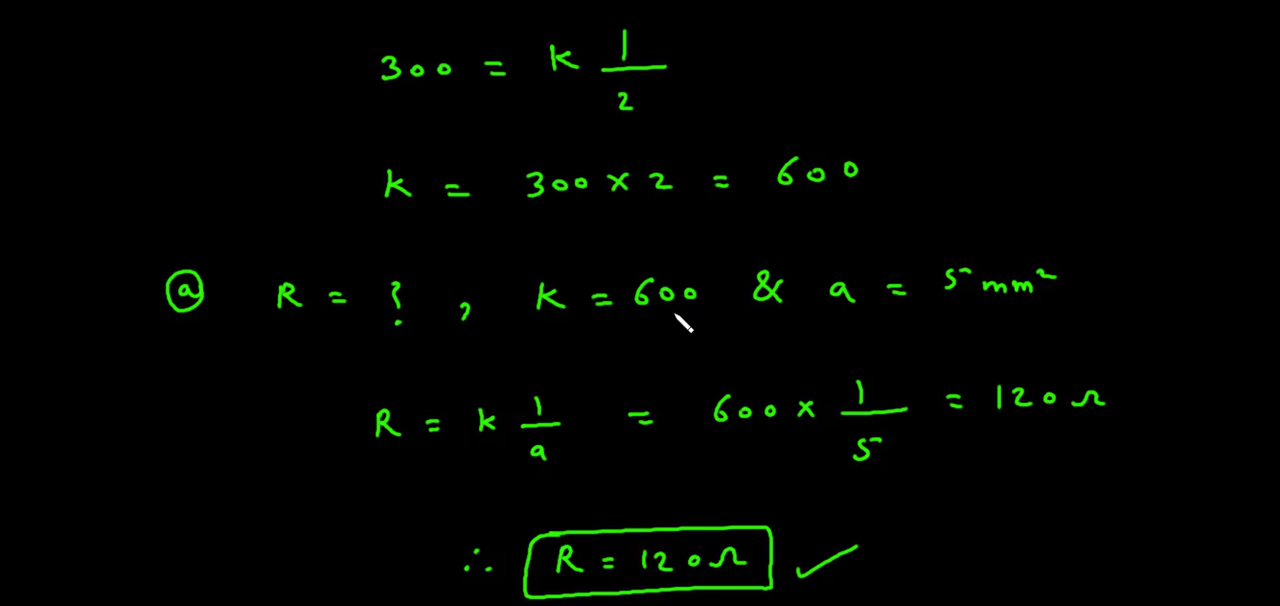 300 = k 1/2
k = 300 × 2 = 600
ⓐ R = ? , k = 600 & a = 5 mm²
R = k 1/a = 600 × 1/5 = 120 Ω
∴ R = 120 Ω ✓